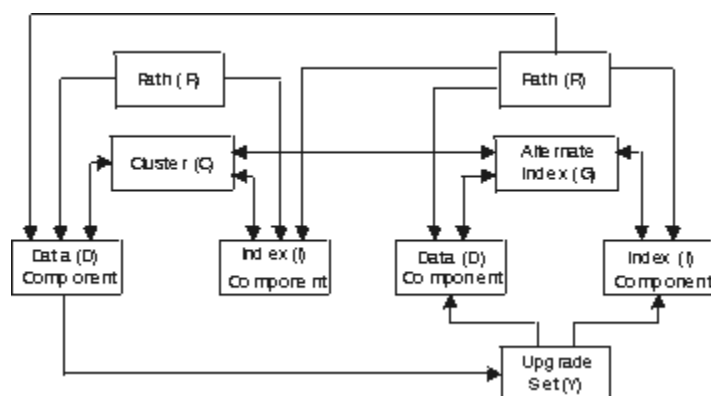 Path (R)
Path (R)
Cluster (C)
Alternate
Index (G)
Data (D)
Component
Index (I)
Component
Data (D)
Component
Index (I)
Component
Upgrade
Set (Y)